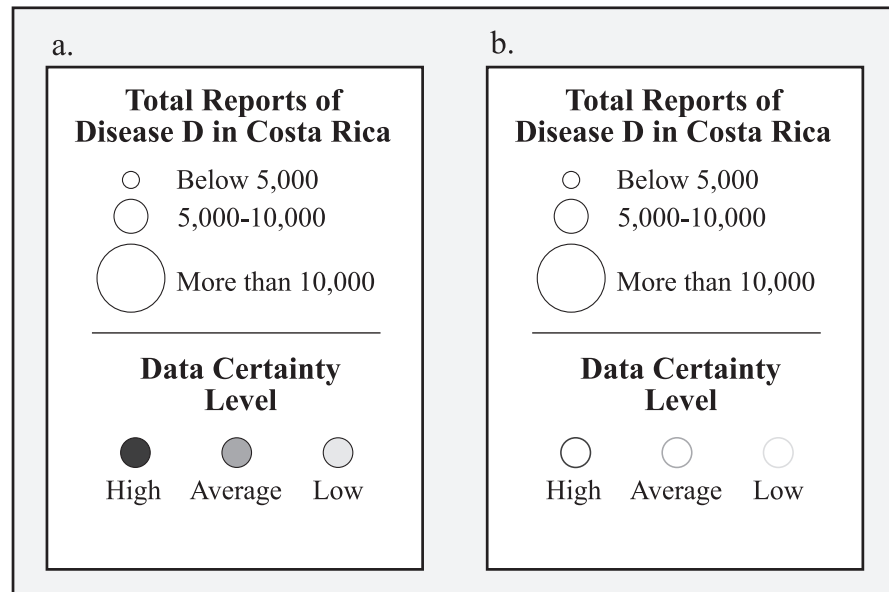 a.
Total Reports of
Disease D in Costa Rica
Below 5,000
5,000-10,000
More than 10,000
Data Certainty
Level
High Average Low
b.
Total Reports of
Disease D in Costa Rica
Below 5,000
5,000-10,000
More than 10,000
Data Certainty
Level
High Average Low